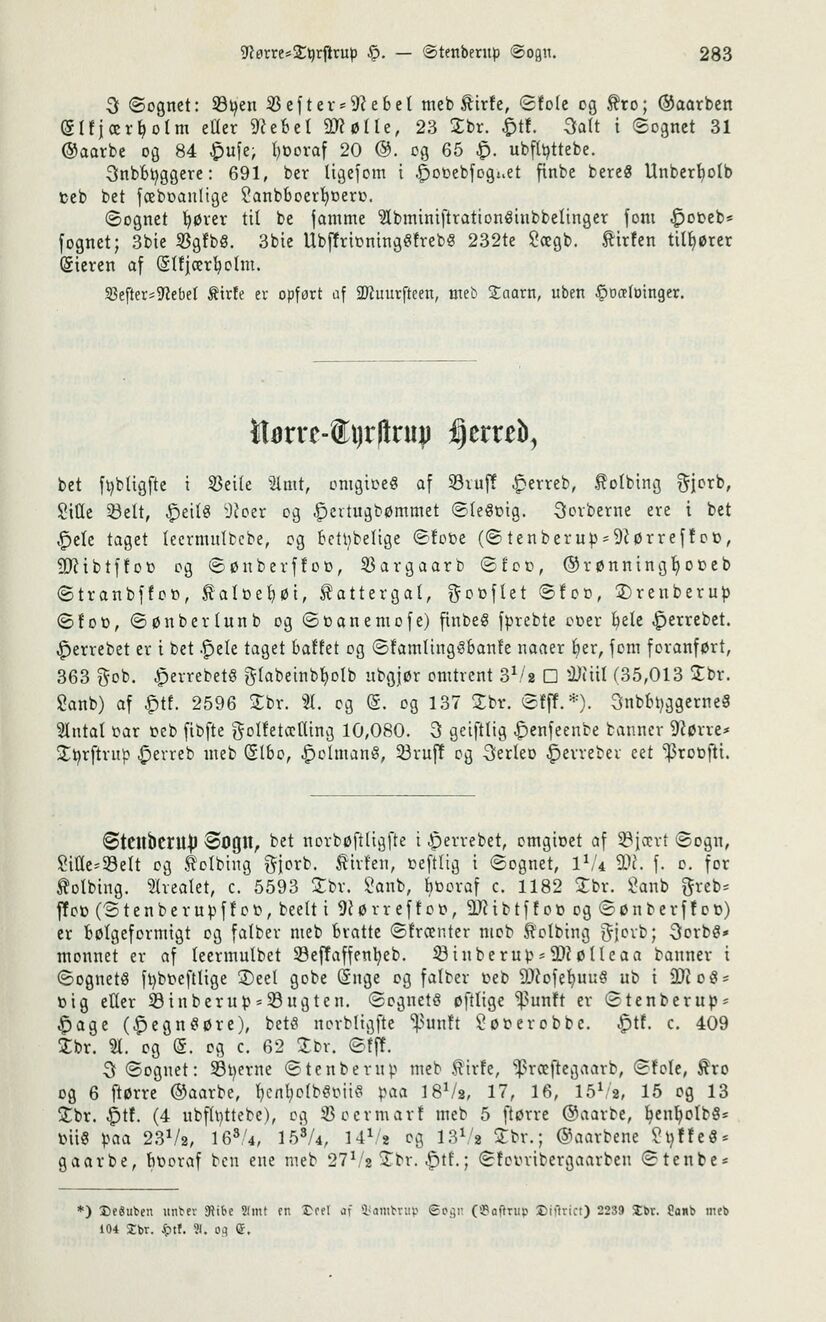 Nørre-Tyrstrup H. — Stenderup Sogn. 283
I Sognet: Byen Vester-Nebel med Kirke, Skole og Kro; Gaarden
Elkjærholm eller Nebel Mølle, 23 Tdr. Htk. Ialt i Sognet 31
Gaarde og 84 Huse, hvoraf 20 G. og 65 H. udflyttede.
Indbyggere: 691, der ligesom i Hovedsognet finde deres Underhold
ved det sædvanlige Landboerhverv.
Sognet hører til de samme Administrationsinddelinger som Hoved-
sognet; 3die Vgkds. 3die Udskrivningskreds 232te Lægd. Kirken tilhører
Eieren af Elkjærholm.
Vester-Nebel Kirke er opført af Muursteen, med Taarn, uden Hvælvinger.
Nørre-Tyrstrup Herred,
det sydligste i Veile Amt, omgives af Brusk Herred, Kolding Fjord,
Lille Belt, Heils Noer og Hertugdømmet Slesvig. Jorderne ere i det
Hele taget leermuldede, og betydelige Skove (Stenderup-Nørreskov,
Midtskov og Sønderskov, Vargaard Skov, Grønninghoved
Strandskov, Kalvehøi, Kattergal, Fovslet Skov, Drenderup
Skov, Sønderlund og Svanemose) findes spredte over hele Herredet.
Herredet er i det Hele taget bakket og Skamlingsbanke naaer her, som foranført,
363 Fod. Herredets Fladeindhold udgjør omtrent 3¹/₂ □ Miil (35,013 Tdr.
Land) af Htk. 2596 Tdr. A. og E. og 137 Tdr. Sksk.*). Indbyggernes
Antal var ved sidste Folketælling 10,080. I geistlig Henseende danner Nørre-
Tyrstrup Herred med Elbo, Holmans, Brusk og Jerlev Herreder eet Provsti.
Stenderup Sogn, det nordøstligste i Herredet, omgivet af Bjært Sogn,
Lille-Belt og Kolding Fjord. Kirken, vestlig i Sognet, 1¹/₄ M. s. o. for
Kolding. Arealet, c. 5593 Tdr. Land, hvoraf c. 1182 Tdr. Land Fred-
skov (Stenderupskov, deelt i Nørreskov, Midtskov og Sønderskov)
er bølgeformigt og falder med bratte Skrænter mod Kolding Fjord; Jords-
monnet er af leermuldet Beskaffenhed. Binderup-Mølleaa danner i
Sognets sydvestlige Deel gode Enge og falder ved Mosehuus ud i Mos-
vig eller Binderup-Bugten. Sognets østlige Punkt er Stenderup-
Hage (Hegnsøre), dets nordligste Punkt Løverodde. Htk. c. 409
Tdr. A. og E. og c. 62 Tdr. Sksk.
I Sognet: Byerne Stenderup med Kirke, Præstegaard, Skole, Kro
og 6 større Gaarde, henholdsviis paa 18¹/₂, 17, 16, 15¹/₂, 15 og 13
Tdr. Htk. (4 udflyttede), og Voermark med 5 større Gaarde, henholds-
viis paa 23¹/₂, 16³/₄, 15³/₄, 14¹/₂ og 13¹/₂ Tdr.; Gaardene Lykkes-
gaarde, hvoraf den ene med 27¹/₂ Tdr. Htk.; Skovridergaarden Stende-
*) Desuden under Ribe Amt en Deel af Vamdrup Sogn (Bastrup District) 2239 Tdr. Land med
104 Tdr. Htk. A. og E.